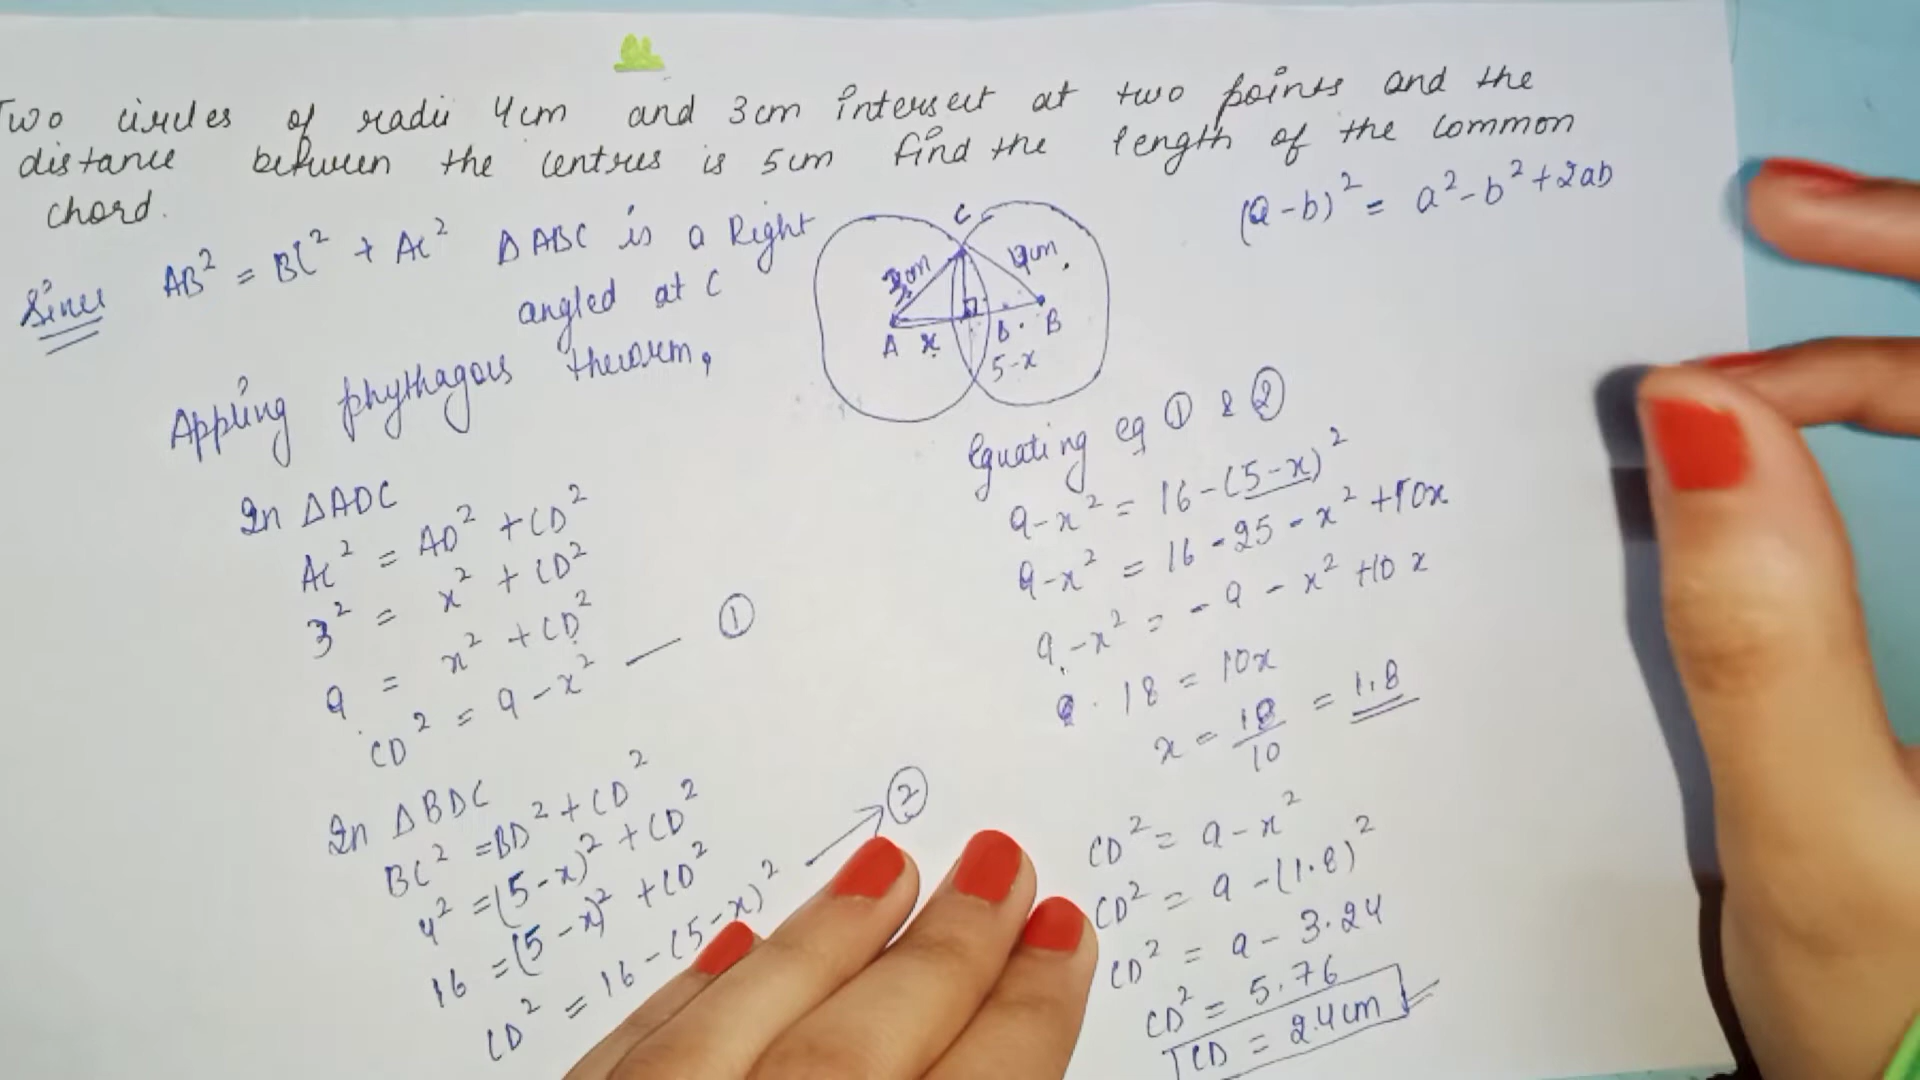 Two circles of radii 4cm and 3cm intersect at two points and the
distance between the centres is 5cm find the length of the common
chord.
(a-b)² = a²-b²+2ab
Since AB² = BC² + AC² ΔABC is a Right
angled at C
Appling phythagous theorem,
C
3cm
4cm
A x D B
5-x
In ΔADC
AC² = AD² + CD²
3² = x² + CD²
9 = x² + CD²
CD² = 9-x² — ①
In ΔBDC
BC² = BD² + CD²
4² = (5-x)² + CD²
16 = (5-x)² + CD²
CD² = 16-(5-x)² → ②
Equating eq ① & ②
9-x² = 16-(5-x)²
9-x² = 16-25-x²+10x
9-x² = -9-x²+10x
18 = 10x
x = 18/10 = 1.8
CD² = 9-x²
CD² = 9-(1.8)²
CD² = 9-3.24
CD² = 5.76
CD = 2.4cm